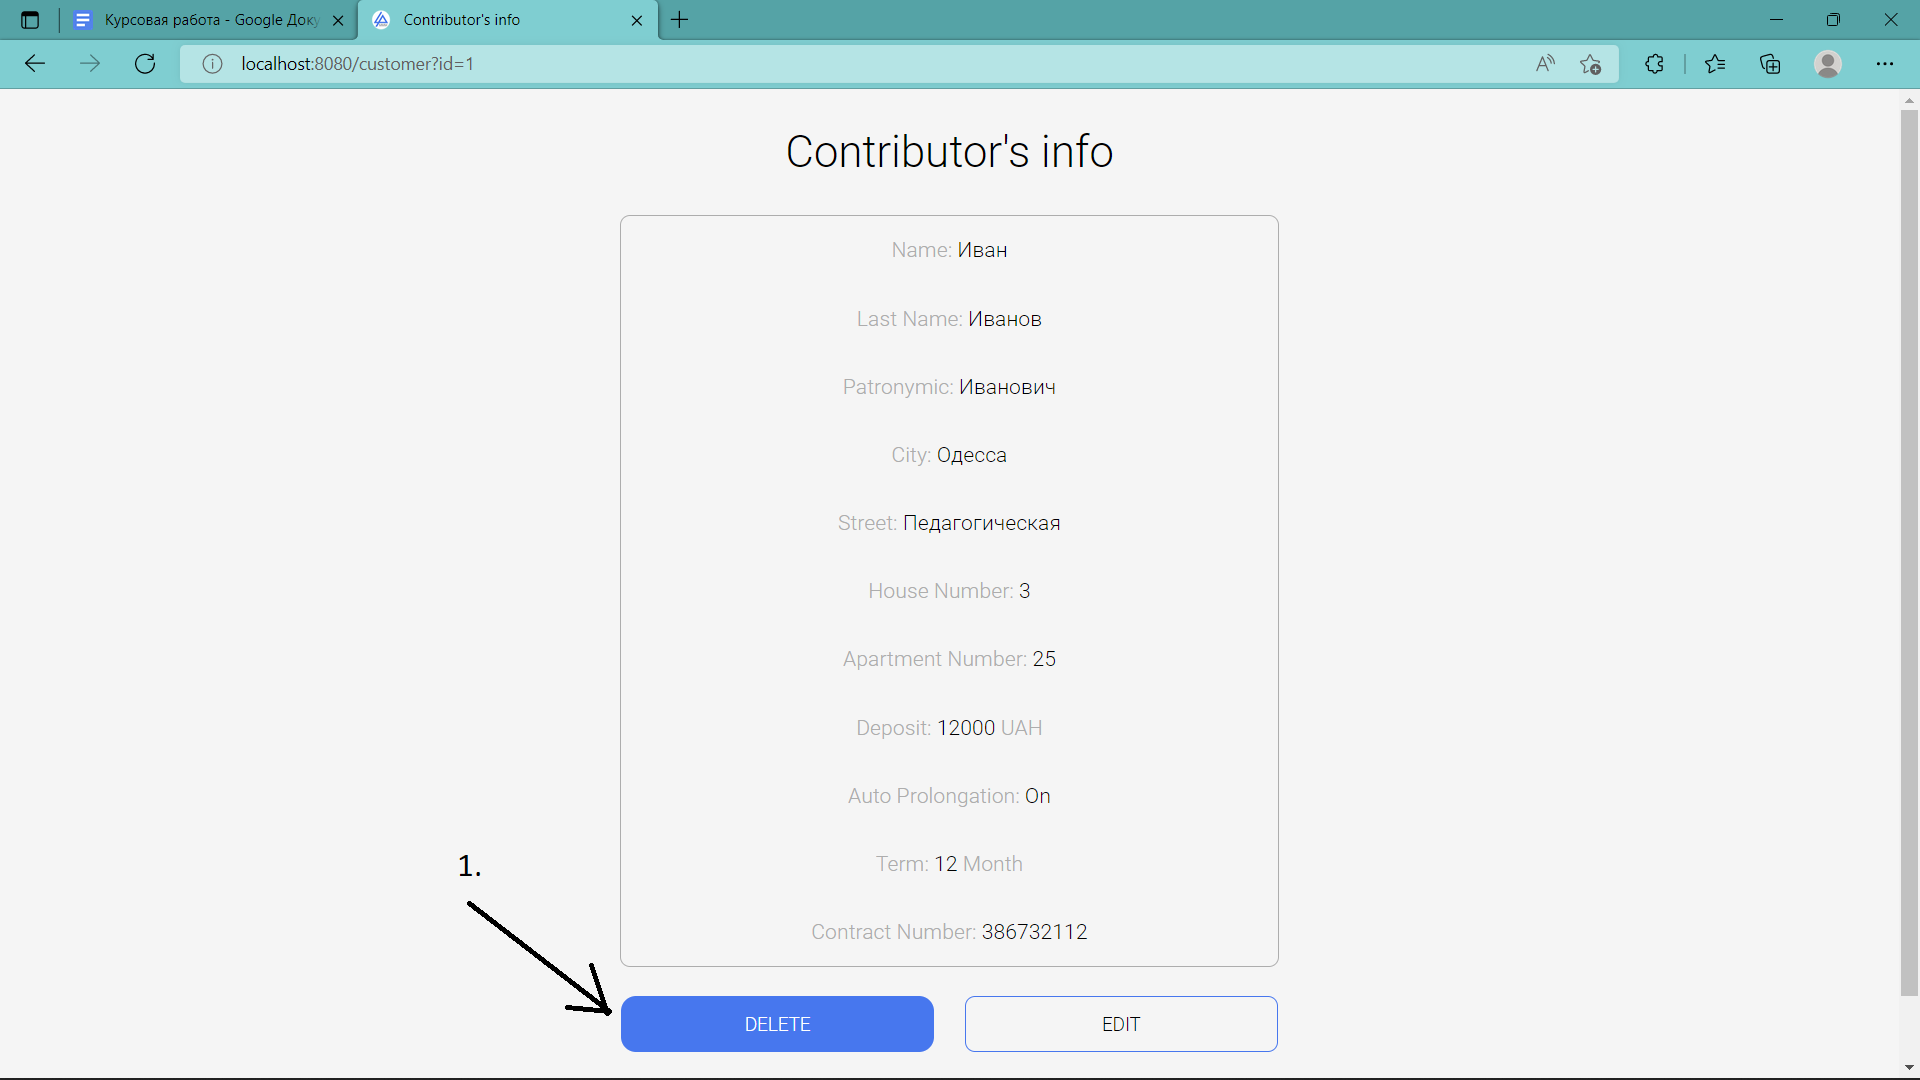 Курсовая работа - Google Доку
Contributor's info
localhost:8080/customer?id=1
Contributor's info
Name: Иван
Last Name: Иванов
Patronymic: Иванович
City: Одесса
Street: Педагогическая
House Number: 3
Apartment Number: 25
Deposit: 12000 UAH
Auto Prolongation: On
Term: 12 Month
Contract Number: 386732112
1.
DELETE
EDIT